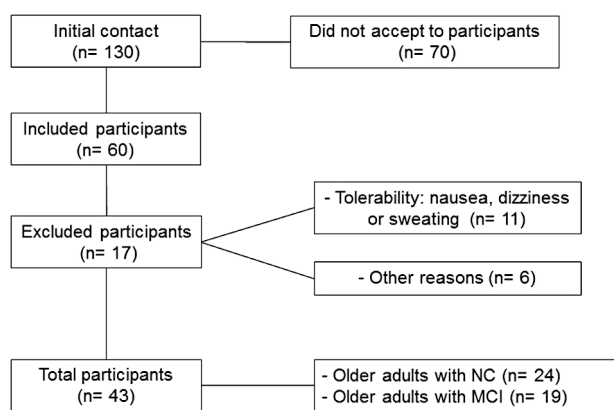 Initial contact
(n= 130)
Did not accept to participants
(n= 70)
Included participants
(n= 60)
- Tolerability: nausea, dizziness
or sweating (n= 11)
Excluded participants
(n= 17)
- Other reasons (n= 6)
Total participants
(n= 43)
- Older adults with NC (n= 24)
- Older adults with MCI (n= 19)